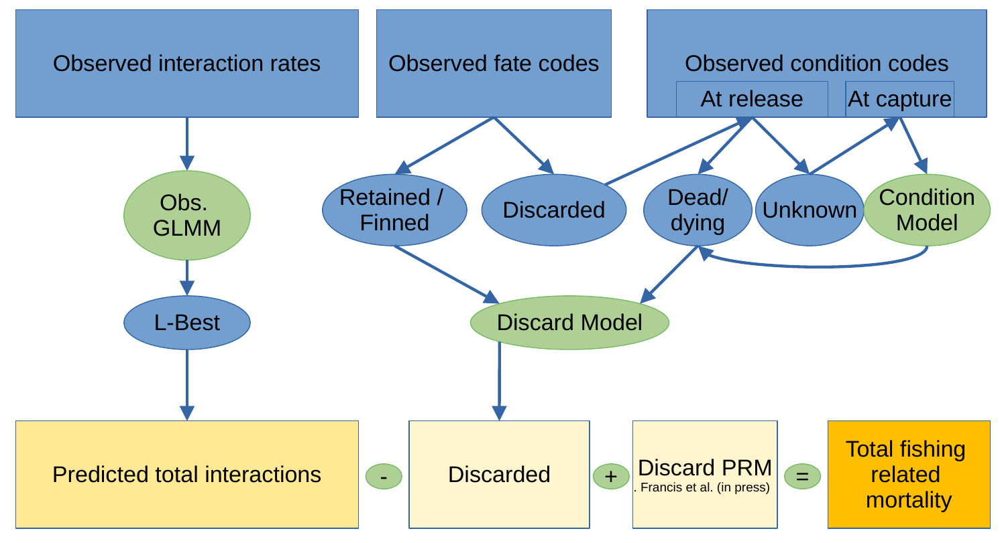 Observed interaction rates
Observed fate codes
Observed condition codes
At release
At capture
Obs.
GLMM
Retained /
Finned
Discarded
Dead/
dying
Unknown
Condition
Model
L-Best
Discard Model
Predicted total interactions
-
Discarded
+
Discard PRM
. Francis et al. (in press)
=
Total fishing
related
mortality